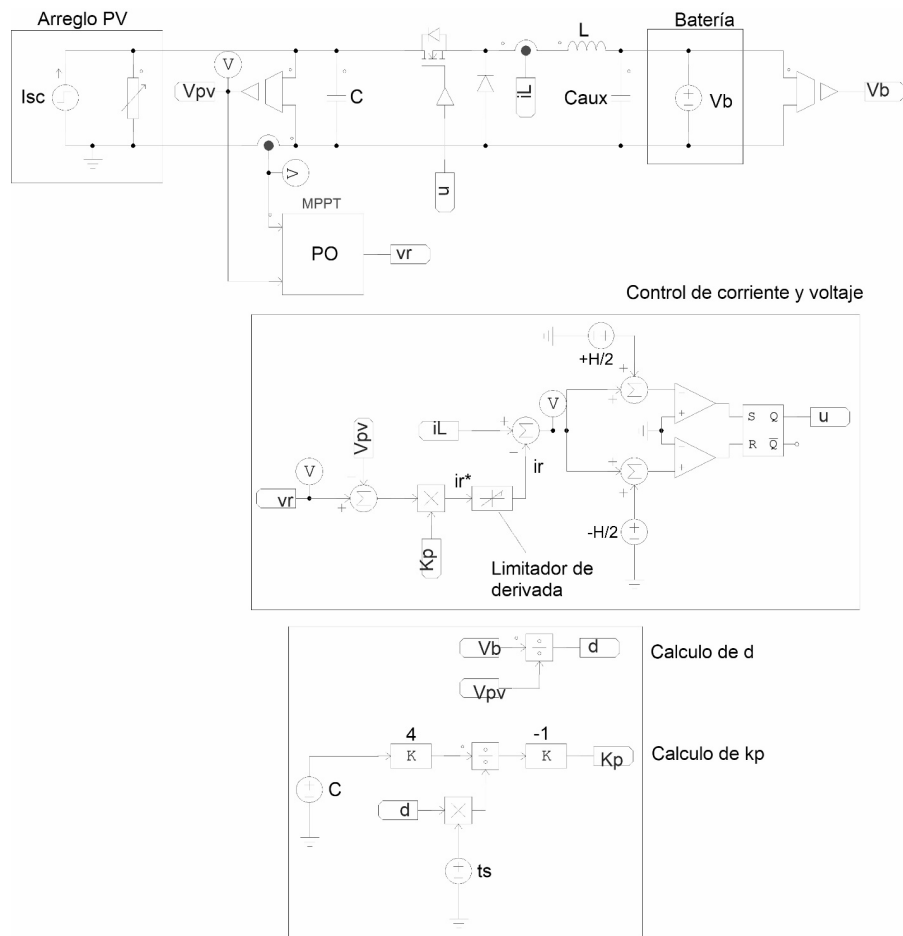 Arreglo PV
Batería
Isc
Vpv
V
C
iL
L
Caux
Vb
Vb
V
u
MPPT
PO
vr
Control de corriente y voltaje
+H/2
Vpv
iL
V
S Q
R Q̅
u
V
vr
ir*
ir
Kp
-H/2
Limitador de
derivada
Vb
d
Calculo de d
Vpv
4
K
-1
K
Kp
Calculo de kp
C
d
ts